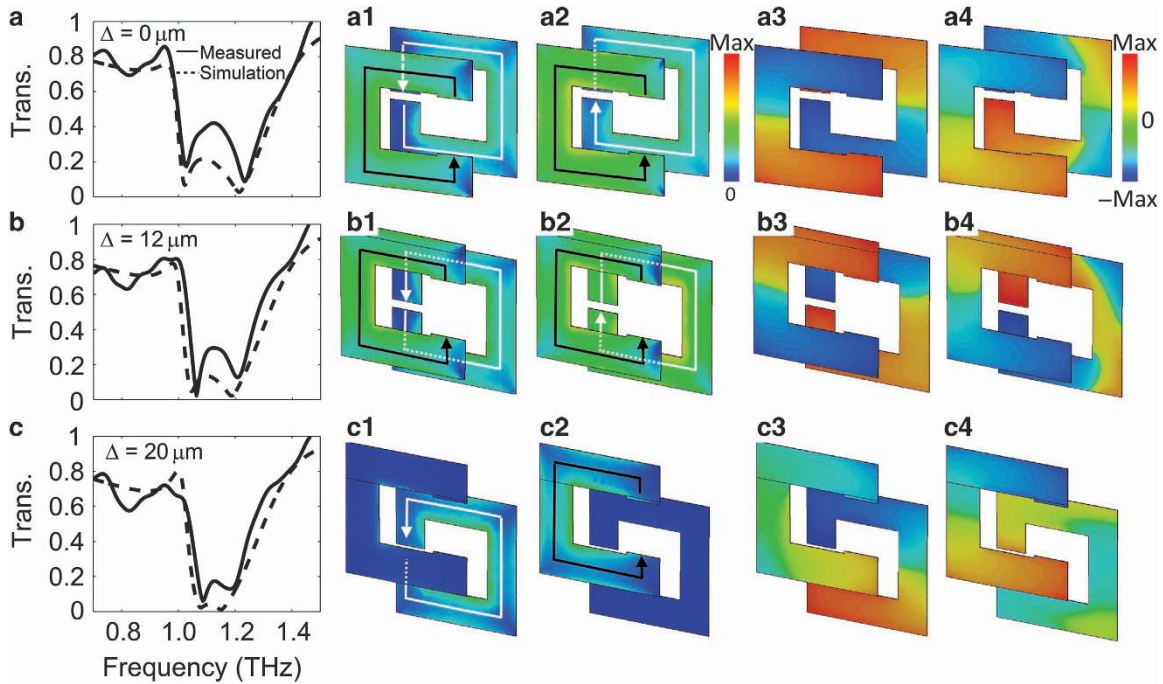 a
Δ = 0 μm
Measured
Simulation
Trans.
1
0.8
0.6
0.4
0.2
0
a1
a2
Max
0
a3
a4
Max
0
−Max
b
Δ = 12 μm
Trans.
1
0.8
0.6
0.4
0.2
0
b1
b2
b3
b4
c
Δ = 20 μm
Trans.
1
0.8
0.6
0.4
0.2
0
0.8 1.0 1.2 1.4
Frequency (THz)
c1
c2
c3
c4